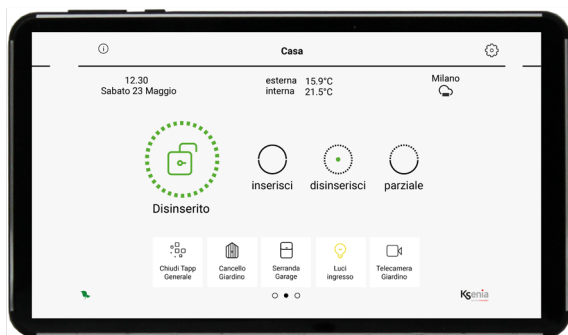 Casa
12.30
Sabato 23 Maggio
esterna 15.9°C
interna 21.5°C
Milano
Disinserito
inserisci
disinserisci
parziale
Chiudi Tapp
Generale
Cancello
Giardino
Serranda
Garage
Luci
ingresso
Telecamera
Giardino
Ksenia